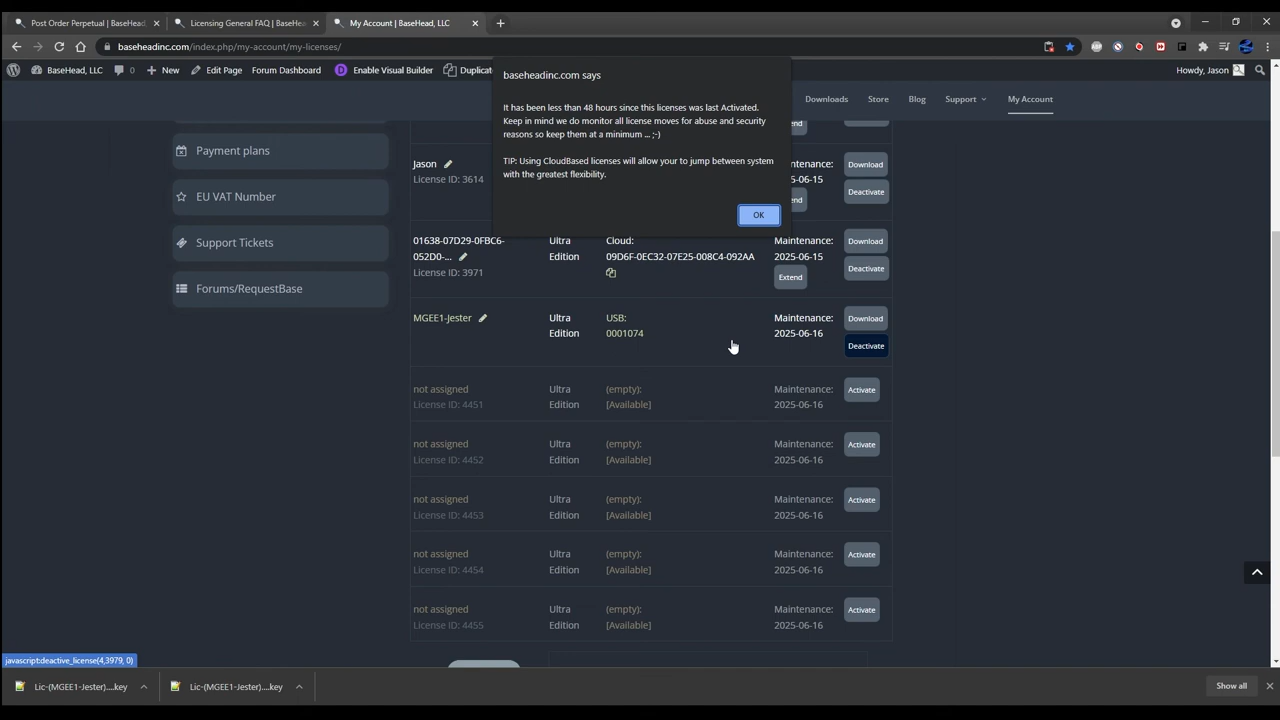 Post Order Perpetual | BaseHead,
Licensing General FAQ | BaseHea
My Account | BaseHead, LLC
baseheadinc.com/index.php/my-account/my-licenses/
BaseHead, LLC
0
New
Edit Page
Forum Dashboard
Enable Visual Builder
Duplicat
Howdy, Jason
Downloads
Store
Blog
Support
My Account
baseheadinc.com says
It has been less than 48 hours since this licenses was last Activated.
Keep in mind we do monitor all license moves for abuse and security
reasons so keep them at a minimum ... ;-)
TIP: Using CloudBased licenses will allow your to jump between system
with the greatest flexibility.
OK
Payment plans
EU VAT Number
Support Tickets
Forums/RequestBase
end
Jason
License ID: 3614
Maintenance:
2025-06-15
end
Download
Deactivate
01638-07D29-0FBC6-
052D0-...
License ID: 3971
Ultra
Edition
Cloud:
09D6F-0EC32-07E25-008C4-092AA
Maintenance:
2025-06-15
Extend
Download
Deactivate
MGEE1-Jester
Ultra
Edition
USB:
0001074
Maintenance:
2025-06-16
Download
Deactivate
not assigned
License ID: 4451
Ultra
Edition
(empty):
[Available]
Maintenance:
2025-06-16
Activate
not assigned
License ID: 4452
Ultra
Edition
(empty):
[Available]
Maintenance:
2025-06-16
Activate
not assigned
License ID: 4453
Ultra
Edition
(empty):
[Available]
Maintenance:
2025-06-16
Activate
not assigned
License ID: 4454
Ultra
Edition
(empty):
[Available]
Maintenance:
2025-06-16
Activate
not assigned
License ID: 4455
Ultra
Edition
(empty):
[Available]
Maintenance:
2025-06-16
Activate
javascript:deactive_license(4,3979, 0)
Lic-(MGEE1-Jester)....key
Lic-(MGEE1-Jester)....key
Show all